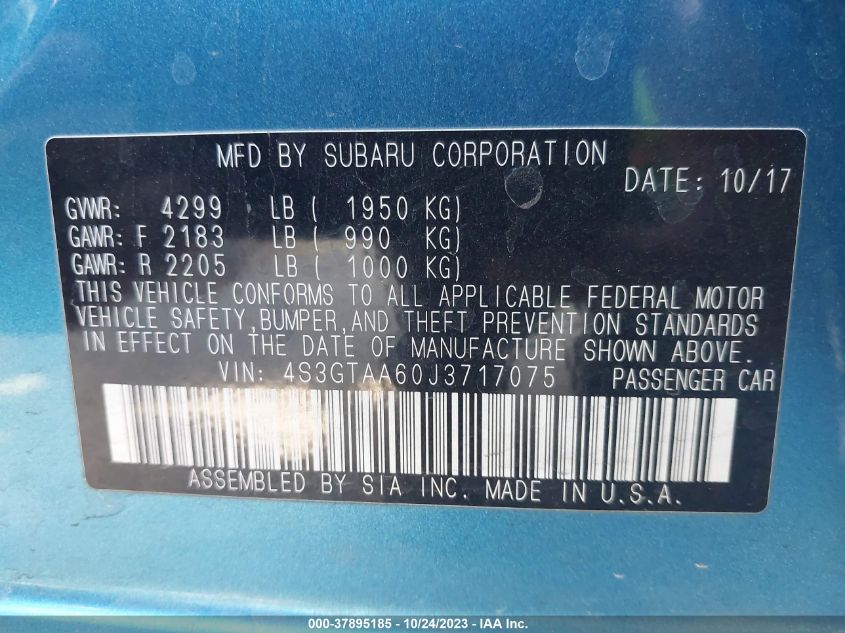 MFD BY SUBARU CORPORATION
DATE: 10/17
GVWR: 4299 LB ( 1950 KG)
GAWR: F 2183 LB ( 990 KG)
GAWR: R 2205 LB ( 1000 KG)
THIS VEHICLE CONFORMS TO ALL APPLICABLE FEDERAL MOTOR
VEHICLE SAFETY,BUMPER,AND THEFT PREVENTION STANDARDS
IN EFFECT ON THE DATE OF MANUFACTURE SHOWN ABOVE.
VIN: 4S3GTAA60J3717075 PASSENGER CAR
ASSEMBLED BY SIA INC. MADE IN U.S.A.
000-37895185 - 10/24/2023 - IAA Inc.